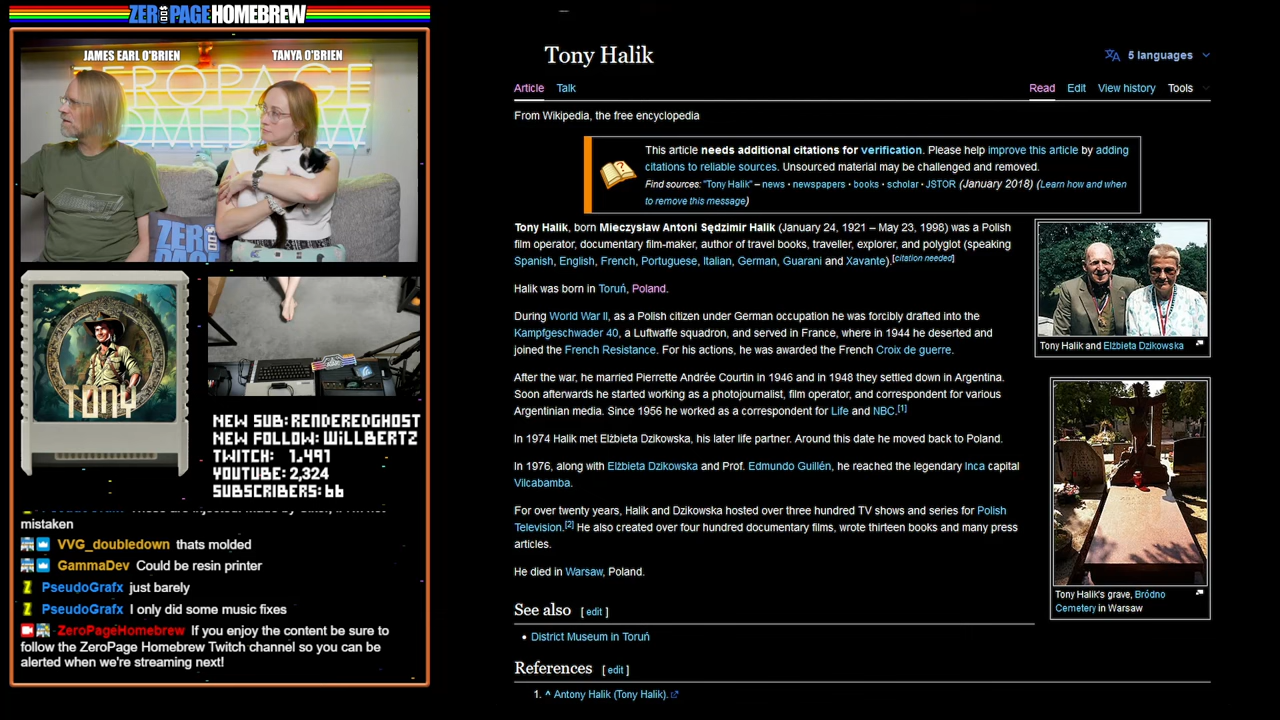 ZEROPAGE HOMEBREW
JAMES EARL O'BRIEN
TANYA O'BRIEN
ZEROPAGE
HOMEBREW
TONY
NEW SUB:RENDEREDGHOST
NEW FOLLOW:WILLBERTZ
TWITCH: 1,491
YOUTUBE:2,324
SUBSCRIBERS:66
mistaken
VVG_doubledown thats molded
GammaDev Could be resin printer
PseudoGrafx just barely
PseudoGrafx I only did some music fixes
ZeroPageHomebrew If you enjoy the content be sure to
follow the ZeroPage Homebrew Twitch channel so you can be
alerted when we're streaming next!
Tony Halik
5 languages
Article Talk
Read Edit View history Tools
From Wikipedia, the free encyclopedia
This article needs additional citations for verification. Please help improve this article by adding
citations to reliable sources. Unsourced material may be challenged and removed.
Find sources: "Tony Halik" – news · newspapers · books · scholar · JSTOR (January 2018) (Learn how and when
to remove this message)
Tony Halik, born Mieczysław Antoni Sędzimir Halik (January 24, 1921 – May 23, 1998) was a Polish
film operator, documentary film-maker, author of travel books, traveller, explorer, and polyglot (speaking
Spanish, English, French, Portuguese, Italian, German, Guarani and Xavante).[citation needed]
Halik was born in Toruń, Poland.
During World War II, as a Polish citizen under German occupation he was forcibly drafted into the
Kampfgeschwader 40, a Luftwaffe squadron, and served in France, where in 1944 he deserted and
joined the French Resistance. For his actions, he was awarded the French Croix de guerre.
After the war, he married Pierrette Andrée Courtin in 1946 and in 1948 they settled down in Argentina.
Soon afterwards he started working as a photojournalist, film operator, and correspondent for various
Argentinian media. Since 1956 he worked as a correspondent for Life and NBC.[1]
In 1974 Halik met Elżbieta Dzikowska, his later life partner. Around this date he moved back to Poland.
In 1976, along with Elżbieta Dzikowska and Prof. Edmundo Guillén, he reached the legendary Inca capital
Vilcabamba.
For over twenty years, Halik and Dzikowska hosted over three hundred TV shows and series for Polish
Television.[2] He also created over four hundred documentary films, wrote thirteen books and many press
articles.
He died in Warsaw, Poland.
Tony Halik and Elżbieta Dzikowska
Tony Halik's grave, Bródno
Cemetery in Warsaw
See also [ edit ]
• District Museum in Toruń
References [ edit ]
1. ^ Antony Halik (Tony Halik).